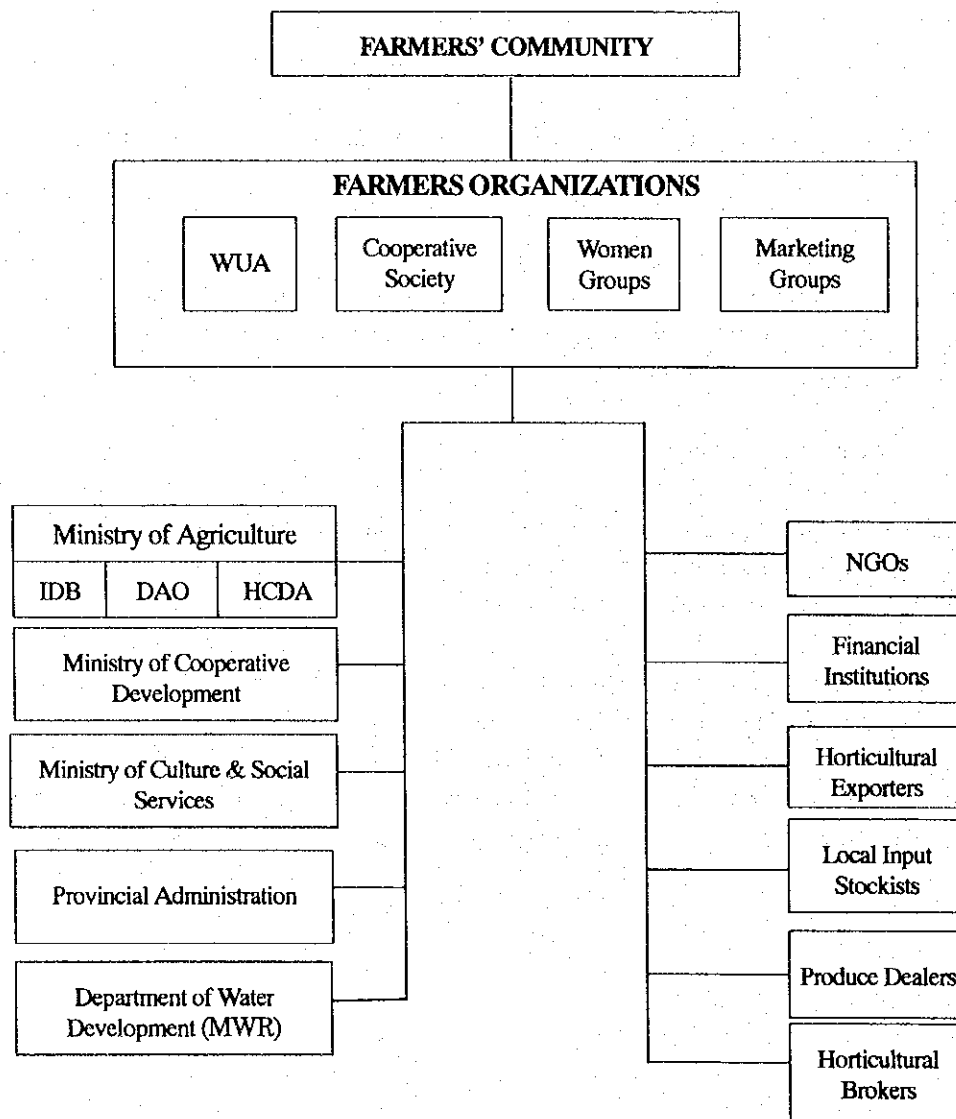 FARMERS' COMMUNITY
FARMERS ORGANIZATIONS
WUA
Cooperative
Society
Women
Groups
Marketing
Groups
Ministry of Agriculture
IDB
DAO
HCDA
Ministry of Cooperative
Development
Ministry of Culture & Social
Services
Provincial Administration
Department of Water
Development (MWR)
NGOs
Financial
Institutions
Horticultural
Exporters
Local Input
Stockists
Produce Dealers
Horticultural
Brokers